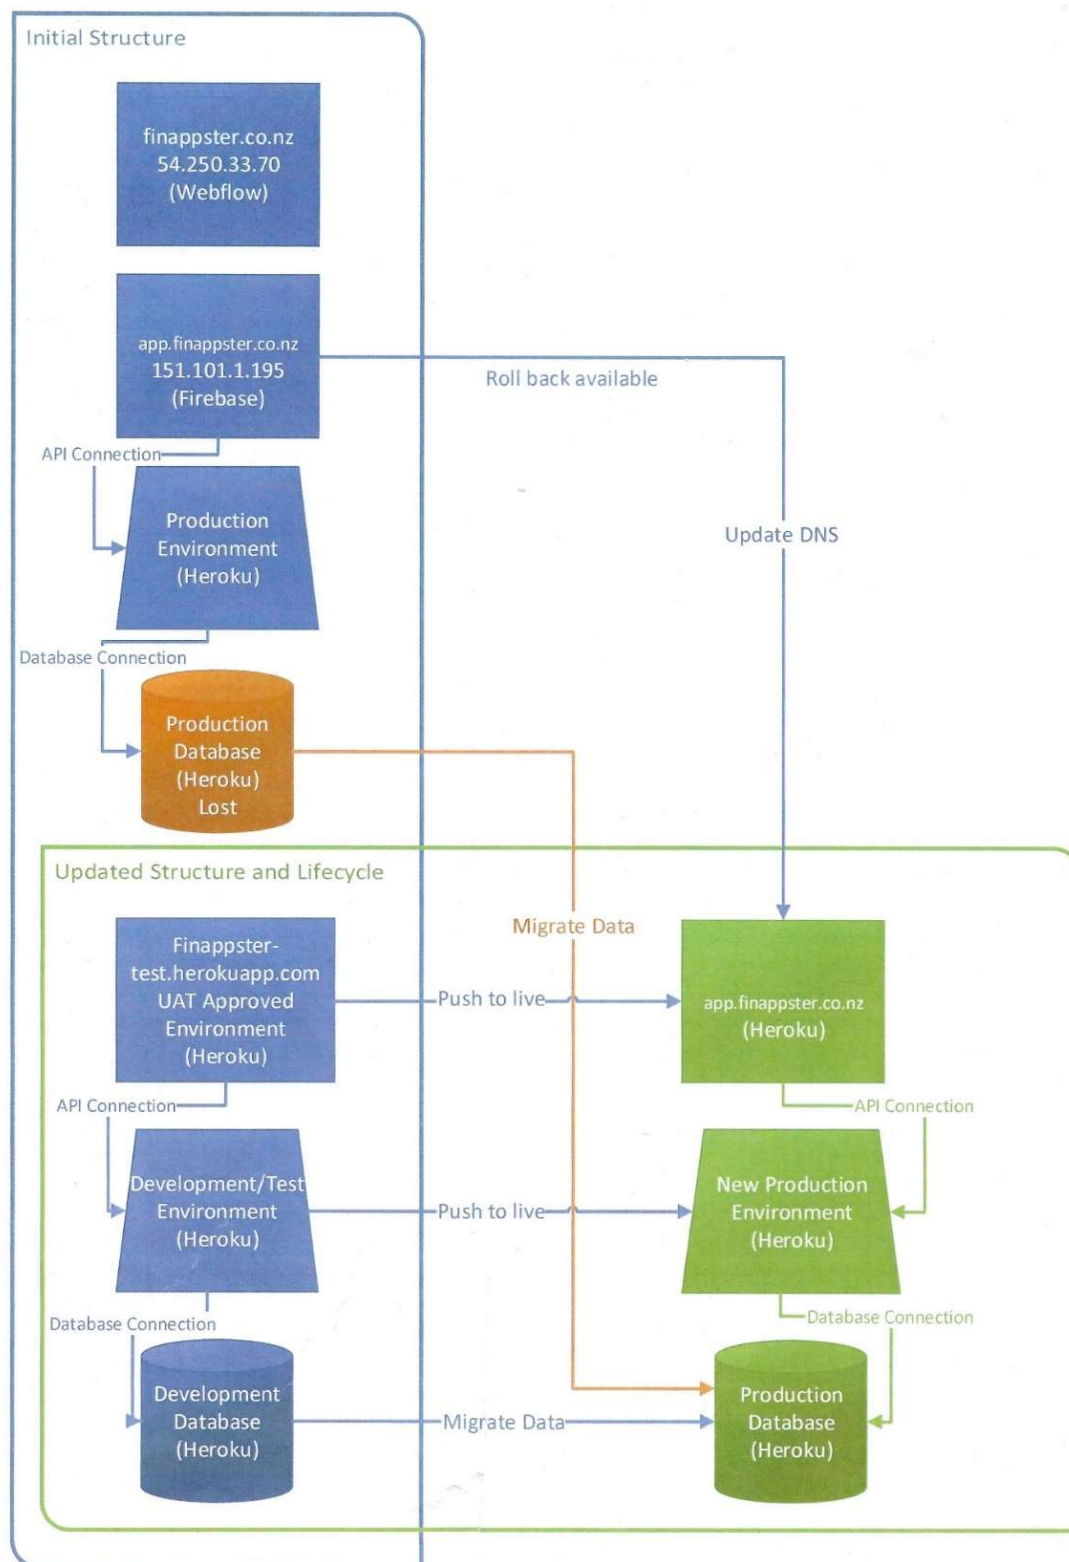 Initial Structure
finappster.co.nz
54.250.33.70
(Webflow)
app.finappster.co.nz
151.101.1.195
(Firebase)
Roll back available
API Connection
Production
Environment
(Heroku)
Update DNS
Database Connection
Production
Database
(Heroku)
Lost
Updated Structure and Lifecycle
Migrate Data
Finappster-
test.herokuapp.com
UAT Approved
Environment
(Heroku)
Push to live
app.finappster.co.nz
(Heroku)
API Connection
API Connection
Development/Test
Environment
(Heroku)
Push to live
New Production
Environment
(Heroku)
Database Connection
Database Connection
Development
Database
(Heroku)
Migrate Data
Production
Database
(Heroku)